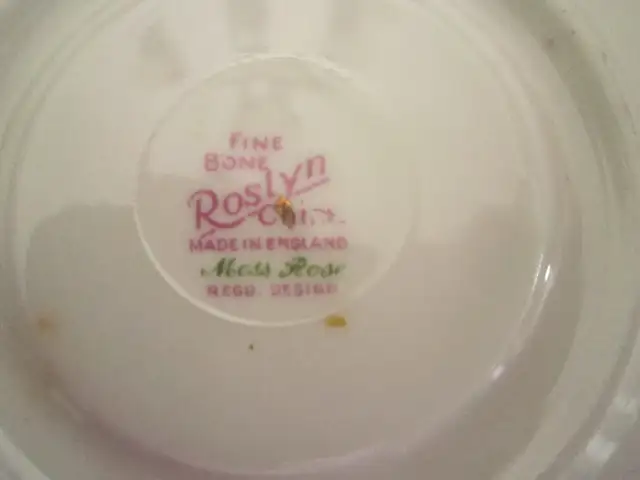 FINE
BONE
Roslyn
China
MADE IN ENGLAND
Moss Rose
REGD. DESIGN